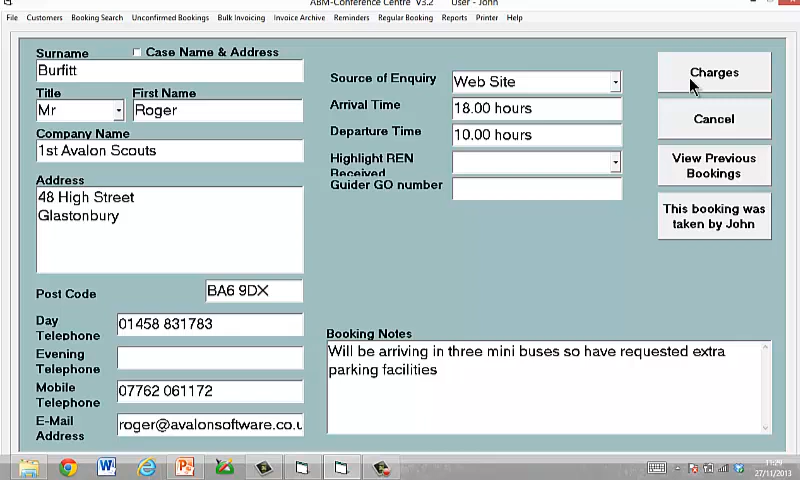 ABM-Conference Centre V3.2 User - John
File Customers Booking Search Unconfirmed Bookings Bulk Invoicing Invoice Archive Reminders Regular Booking Reports Printer Help
Surname
Case Name & Address
Burfitt
Title
First Name
Mr
Roger
Company Name
1st Avalon Scouts
Address
48 High Street
Glastonbury
Post Code
BA6 9DX
Day
Telephone
01458 831783
Evening
Telephone
Mobile
Telephone
07762 061172
E-Mail
Address
roger@avalonsoftware.co.u
Source of Enquiry
Web Site
Arrival Time
18.00 hours
Departure Time
10.00 hours
Highlight REN
Received
Guider GO number
Booking Notes
Will be arriving in three mini buses so have requested extra
parking facilities
Charges
Cancel
View Previous
Bookings
This booking was
taken by John
11:29
27/11/2013